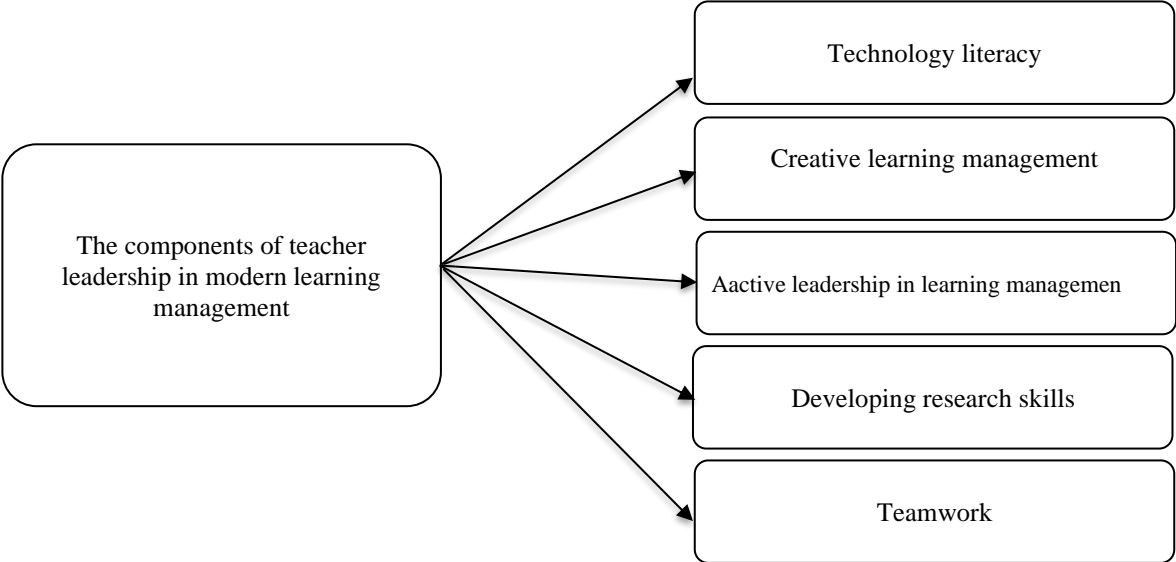 Technology literacy
Creative learning management
The components of teacher
leadership in modern learning
management
Aactive leadership in learning managemen
Developing research skills
Teamwork